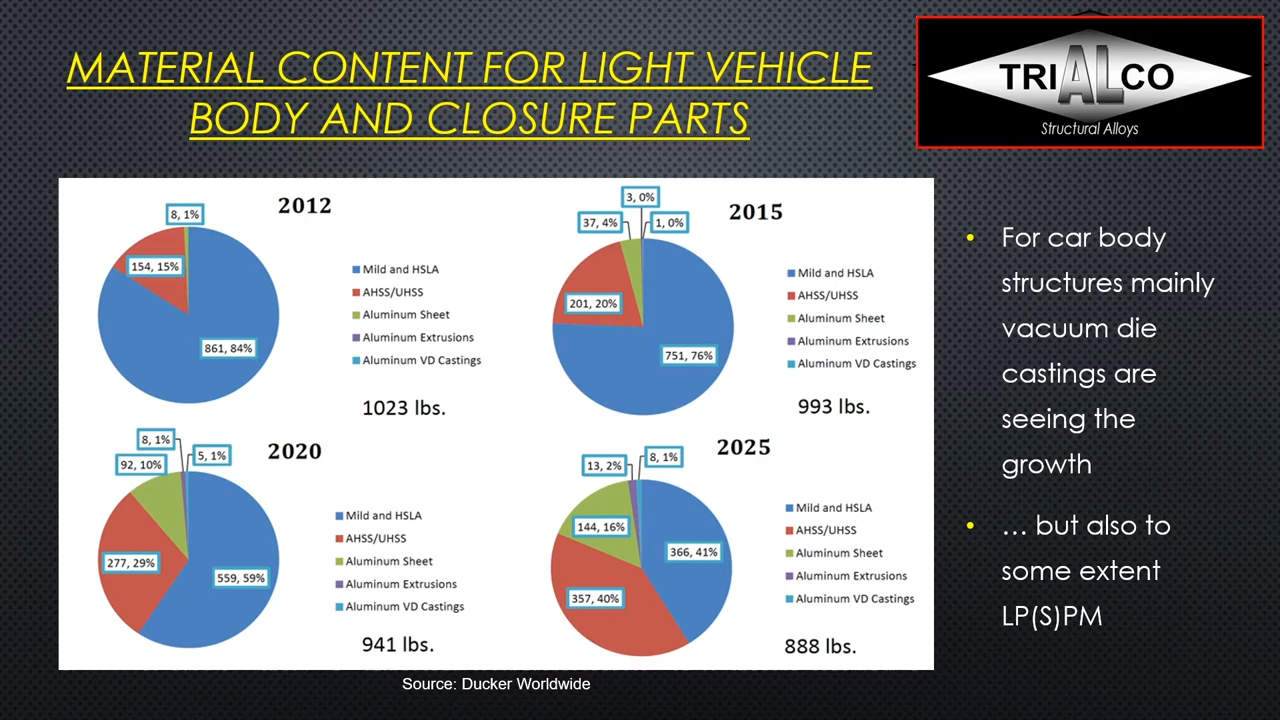 MATERIAL CONTENT FOR LIGHT VEHICLE
BODY AND CLOSURE PARTS
TRIALCO
Structural Alloys
2012
8, 1%
154, 15%
861, 84%
Mild and HSLA
AHSS/UHSS
Aluminum Sheet
Aluminum Extrusions
Aluminum VD Castings
1023 lbs.
2015
3, 0%
37, 4%
1, 0%
201, 20%
751, 76%
Mild and HSLA
AHSS/UHSS
Aluminum Sheet
Aluminum Extrusions
Aluminum VD Castings
993 lbs.
2020
8, 1%
5, 1%
92, 10%
277, 29%
559, 59%
Mild and HSLA
AHSS/UHSS
Aluminum Sheet
Aluminum Extrusions
Aluminum VD Castings
941 lbs.
2025
13, 2%
8, 1%
144, 16%
366, 41%
357, 40%
Mild and HSLA
AHSS/UHSS
Aluminum Sheet
Aluminum Extrusions
Aluminum VD Castings
888 lbs.
Source: Ducker Worldwide
• For car body
structures mainly
vacuum die
castings are
seeing the
growth
• … but also to
some extent
LP(S)PM